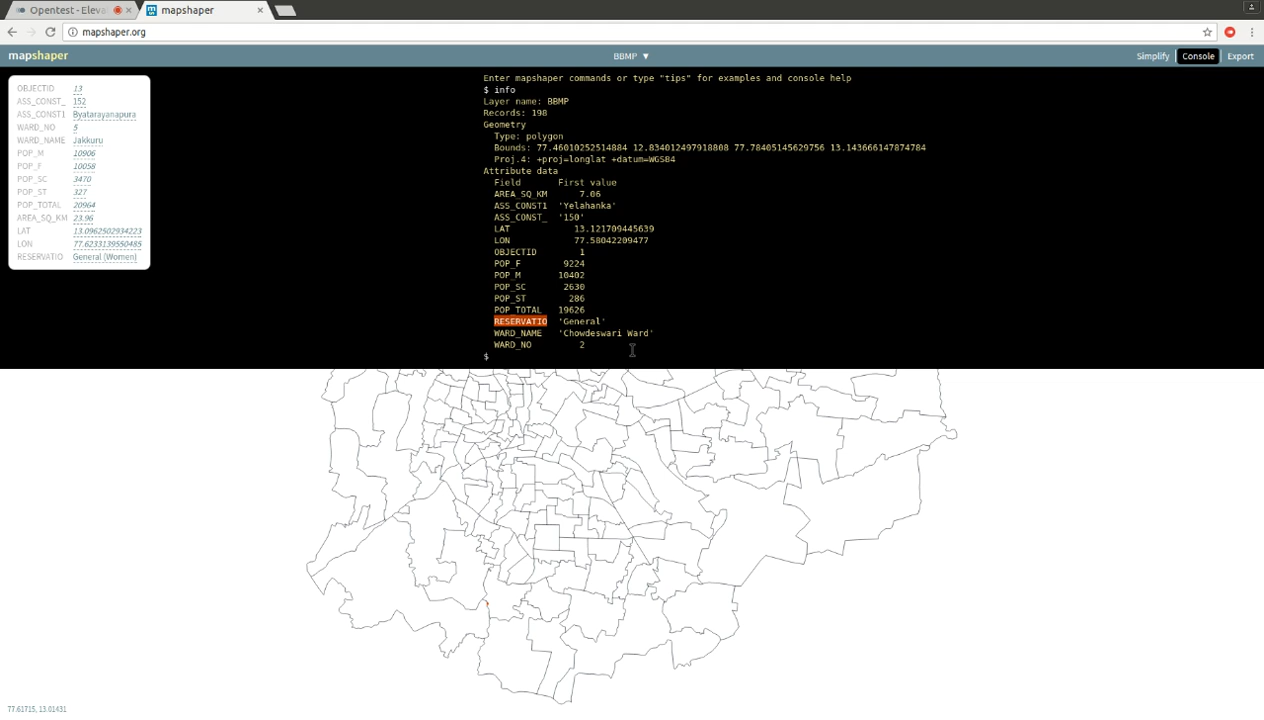 Opentest - Eleva
mapshaper
mapshaper.org
mapshaper
BBMP ▼
Simplify
Console
Export
OBJECTID 13
ASS_CONST_ 152
ASS_CONST1 Byatarayanapura
WARD_NO 5
WARD_NAME Jakkuru
POP_M 10906
POP_F 10058
POP_SC 3470
POP_ST 327
POP_TOTAL 20964
AREA_SQ_KM 23.96
LAT 13.0962502934223
LON 77.6233139550485
RESERVATIO General (Women)
Enter mapshaper commands or type "tips" for examples and console help
$ info
Layer name: BBMP
Records: 198
Geometry
Type: polygon
Bounds: 77.46010252514884 12.834012497918808 77.78405145629756 13.143666147874784
Proj.4: +proj=longlat +datum=WGS84
Attribute data
Field First value
AREA_SQ_KM 7.06
ASS_CONST1 'Yelahanka'
ASS_CONST_ '150'
LAT 13.121709445639
LON 77.58042209477
OBJECTID 1
POP_F 9224
POP_M 10402
POP_SC 2630
POP_ST 286
POP_TOTAL 19626
RESERVATIO 'General'
WARD_NAME 'Chowdeswari Ward'
WARD_NO 2
$
77.61715, 13.01431